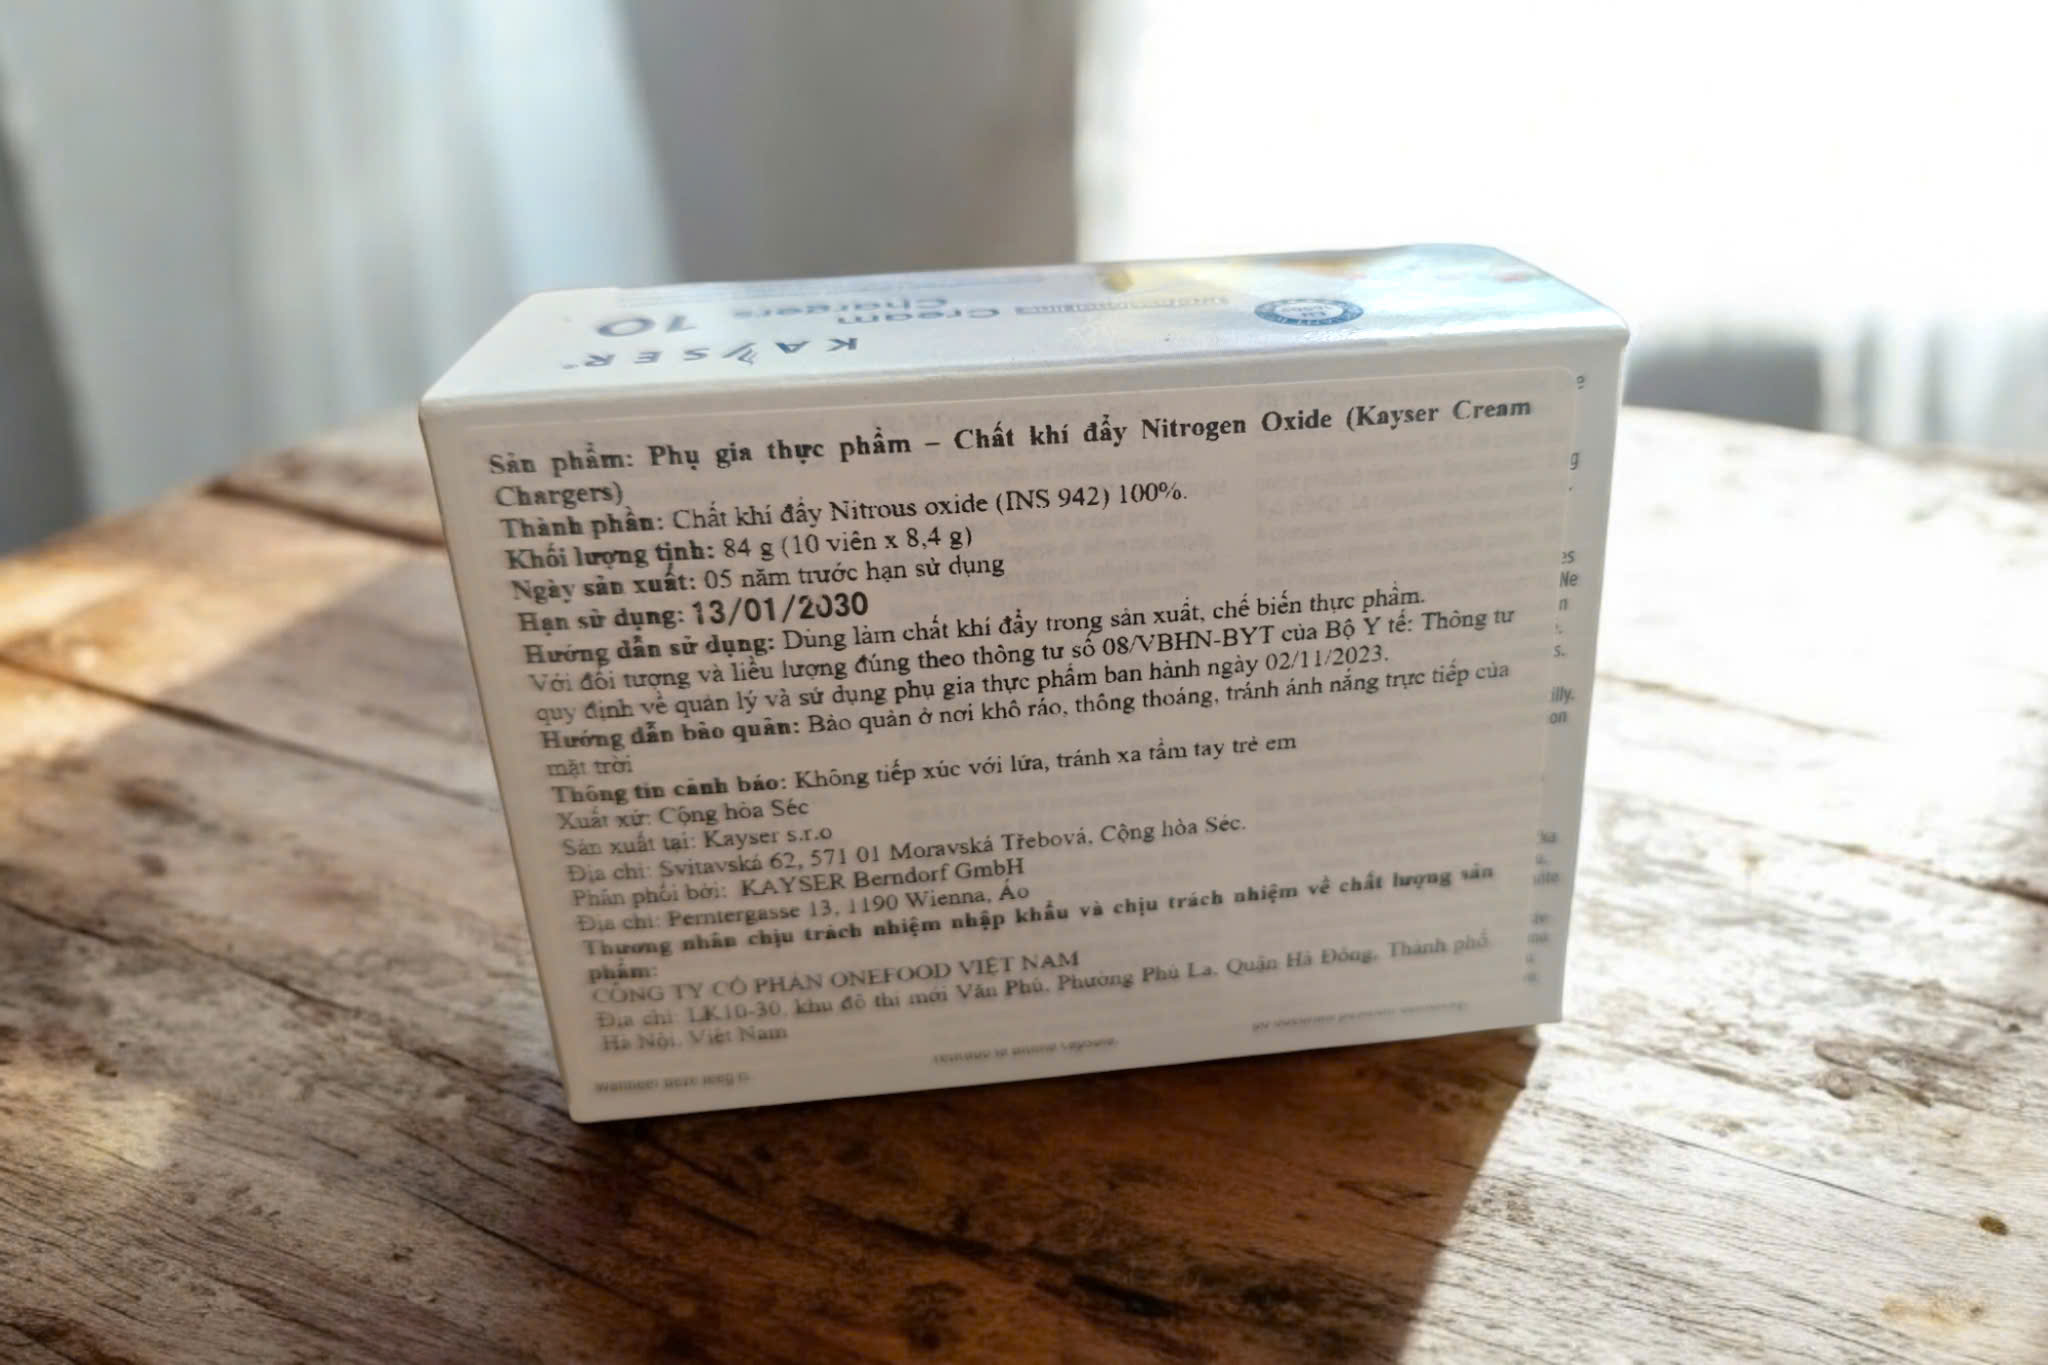 KAYSER®
10 Cream
Chargers
Sản phẩm: Phụ gia thực phẩm – Chất khí đẩy Nitrogen Oxide (Kayser Cream
Chargers)
Thành phần: Chất khí đẩy Nitrous oxide (INS 942) 100%.
Khối lượng tịnh: 84 g (10 viên x 8,4 g)
Ngày sản xuất: 05 năm trước hạn sử dụng
Hạn sử dụng: 13/01/2030
Hướng dẫn sử dụng: Dùng làm chất khí đẩy trong sản xuất, chế biến thực phẩm.
Với đối tượng và liều lượng đúng theo thông tư số 08/VBHN-BYT của Bộ Y tế: Thông tư
quy định về quản lý và sử dụng phụ gia thực phẩm ban hành ngày 02/11/2023.
Hướng dẫn bảo quản: Bảo quản ở nơi khô ráo, thông thoáng, tránh ánh nắng trực tiếp của
mặt trời
Thông tin cảnh báo: Không tiếp xúc với lửa, tránh xa tầm tay trẻ em
Xuất xứ: Cộng hòa Séc
Sản xuất tại: Kayser s.r.o
Địa chỉ: Svitavská 62, 571 01 Moravská Třebová, Cộng hòa Séc.
Phân phối bởi: KAYSER Berndorf GmbH
Địa chỉ: Perntergasse 13, 1190 Wienna, Áo
Thương nhân chịu trách nhiệm nhập khẩu và chịu trách nhiệm về chất lượng sản
phẩm:
CÔNG TY CỔ PHẦN ONEFOOD VIỆT NAM
Địa chỉ: LK10-30, khu đô thị mới Văn Phú, Phường Phú La, Quận Hà Đông, Thành phố
Hà Nội, Việt Nam